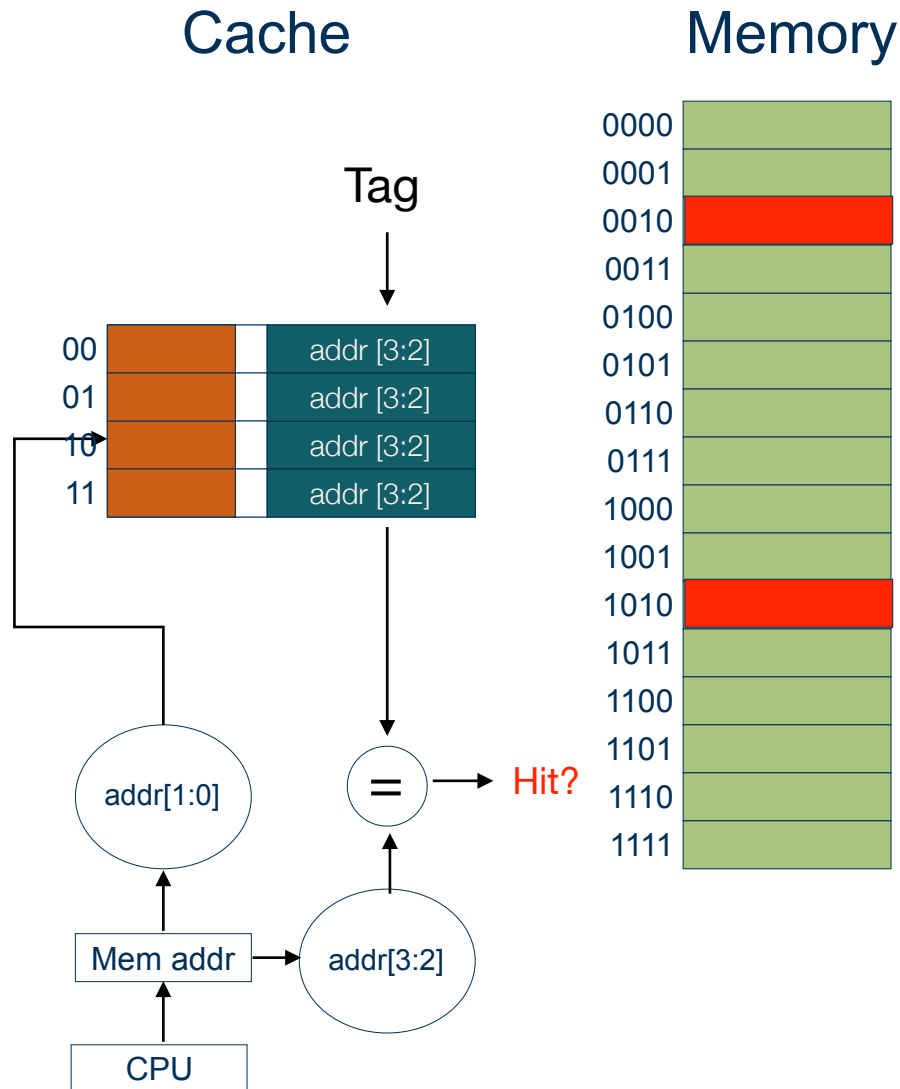 Cache
Memory
Tag
00 addr [3:2]
01 addr [3:2]
10 addr [3:2]
11 addr [3:2]
0000
0001
0010
0011
0100
0101
0110
0111
1000
1001
1010
1011
1100
1101
1110
1111
addr[1:0]
=
Hit?
Mem addr
addr[3:2]
CPU